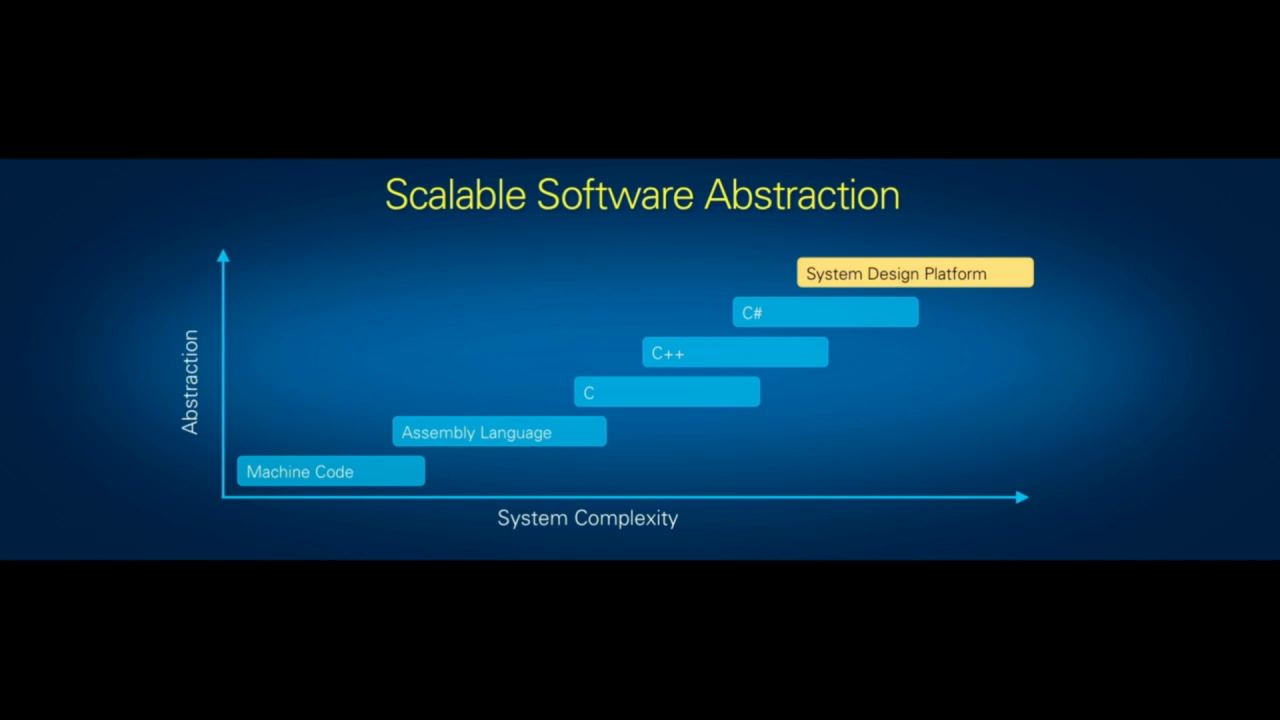 Scalable Software Abstraction
System Design Platform
C#
C++
C
Assembly Language
Machine Code
Abstraction
System Complexity